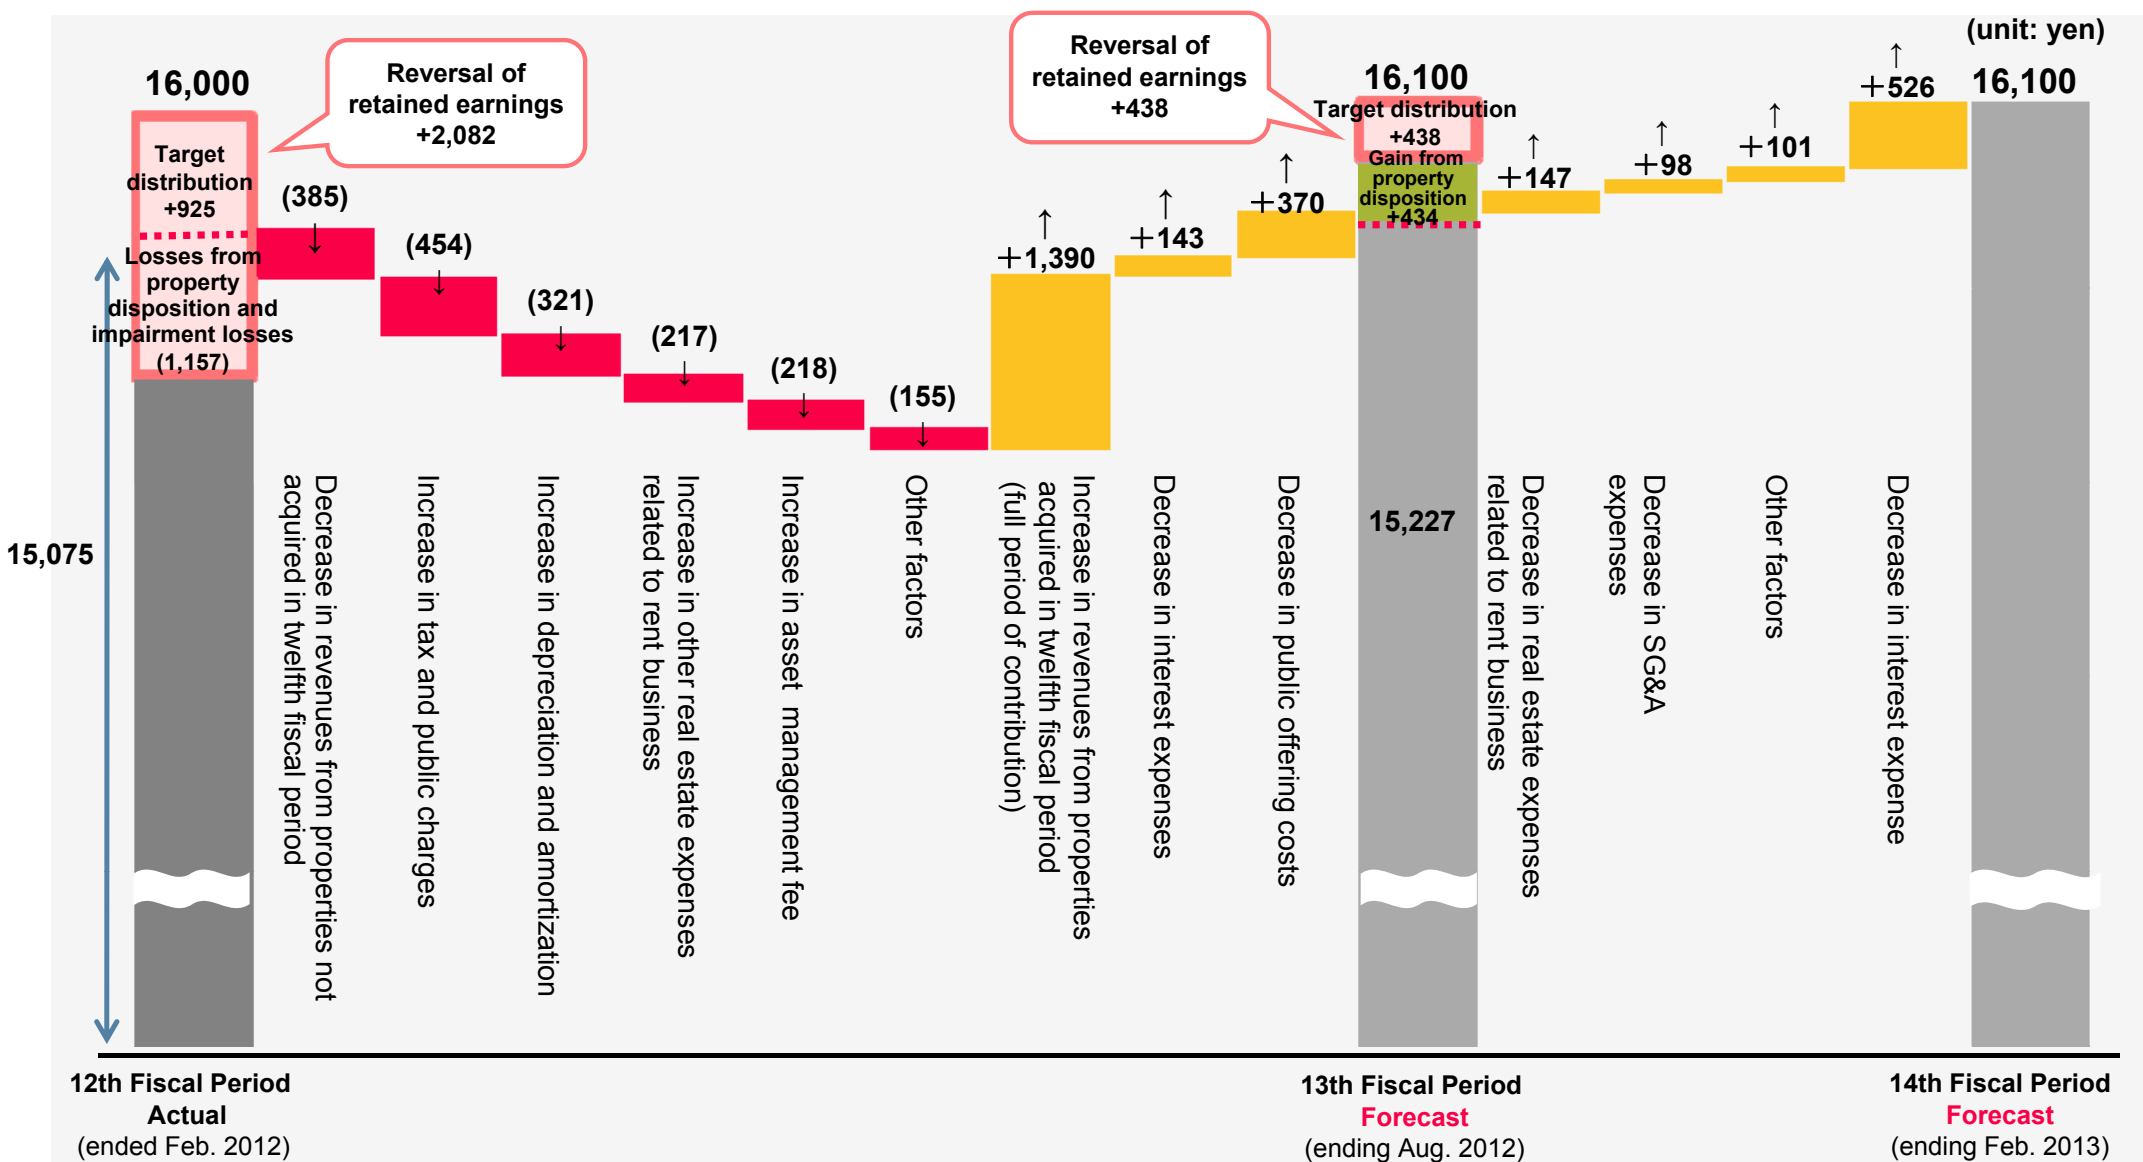 (unit: yen)
16,000
Reversal of
retained earnings
+2,082
Target
distribution
+925
Losses from
property
disposition and
impairment losses
(1,157)
15,075
(385)
↓
(454)
↓
(321)
↓
(217)
↓
(218)
↓
(155)
↓
↑
+1,390
↑
+143
↑
+370
Reversal of
retained earnings
+438
16,100
Target distribution
+438
Gain from
property
disposition
+434
15,227
↑
+147
↑
+98
↑
+101
↑
+526
16,100
Decrease in revenues from properties not
acquired in twelfth fiscal period
Increase in tax and public charges
Increase in depreciation and amortization
Increase in other real estate expenses
related to rent business
Increase in asset management fee
Other factors
Increase in revenues from properties
acquired in twelfth fiscal period
(full period of contribution)
Decrease in interest expenses
Decrease in public offering costs
Decrease in real estate expenses
related to rent business
Decrease in SG&A
expenses
Other factors
Decrease in interest expense
12th Fiscal Period
Actual
(ended Feb. 2012)
13th Fiscal Period
Forecast
(ending Aug. 2012)
14th Fiscal Period
Forecast
(ending Feb. 2013)